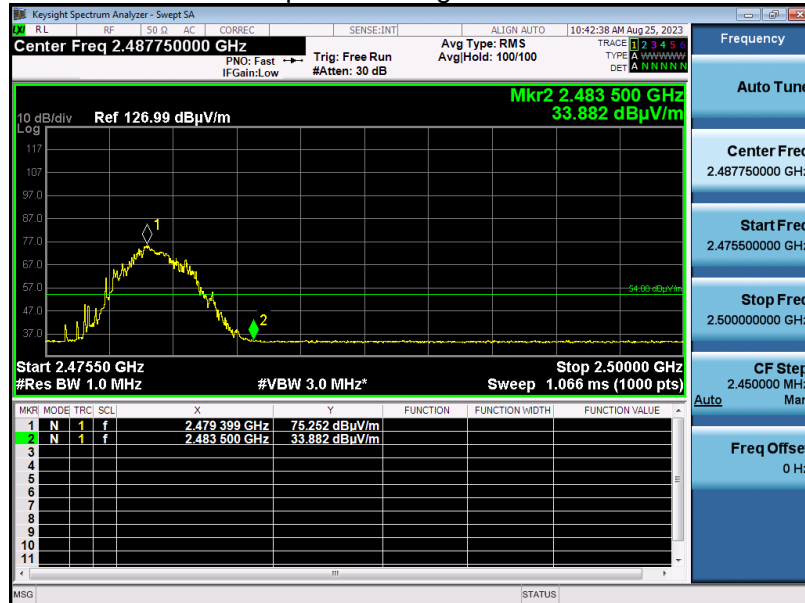 Keysight Spectrum Analyzer - Swept SA
LXI RL RF 50 Ω AC CORREC SENSE:INT ALIGN AUTO 10:42:38 AM Aug 25, 2023
Center Freq 2.487750000 GHz
PNO: Fast
IFGain:Low
Trig: Free Run
#Atten: 30 dB
Avg Type: RMS
Avg|Hold: 100/100
TRACE 1 2 3 4 5 6
TYPE A WWWWW
DET A N N N N N
Mkr2 2.483 500 GHz
33.882 dBµV/m
10 dB/div Ref 126.99 dBµV/m
Log
117
107
97.0
87.0
77.0
67.0
57.0
47.0
37.0
1
2
54.00 dBµV/m
Start 2.47550 GHz Stop 2.50000 GHz
#Res BW 1.0 MHz #VBW 3.0 MHz* Sweep 1.066 ms (1000 pts)
MKR MODE TRC SCL X Y FUNCTION FUNCTION WIDTH FUNCTION VALUE
1 N 1 f 2.479 399 GHz 75.252 dBµV/m
2 N 1 f 2.483 500 GHz 33.882 dBµV/m
3
4
5
6
7
8
9
10
11
MSG STATUS
Frequency
Auto Tune
Center Freq
2.487750000 GHz
Start Freq
2.475500000 GHz
Stop Freq
2.500000000 GHz
CF Step
2.450000 MHz
Auto Man
Freq Offset
0 Hz